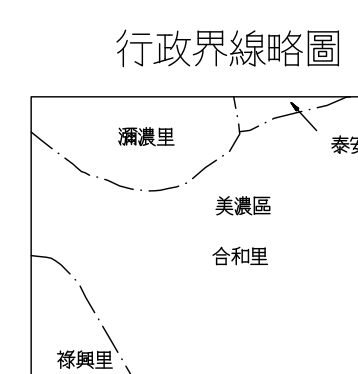 行政界線略圖
瀰濃里
泰安
美濃區
合和里
祿興里